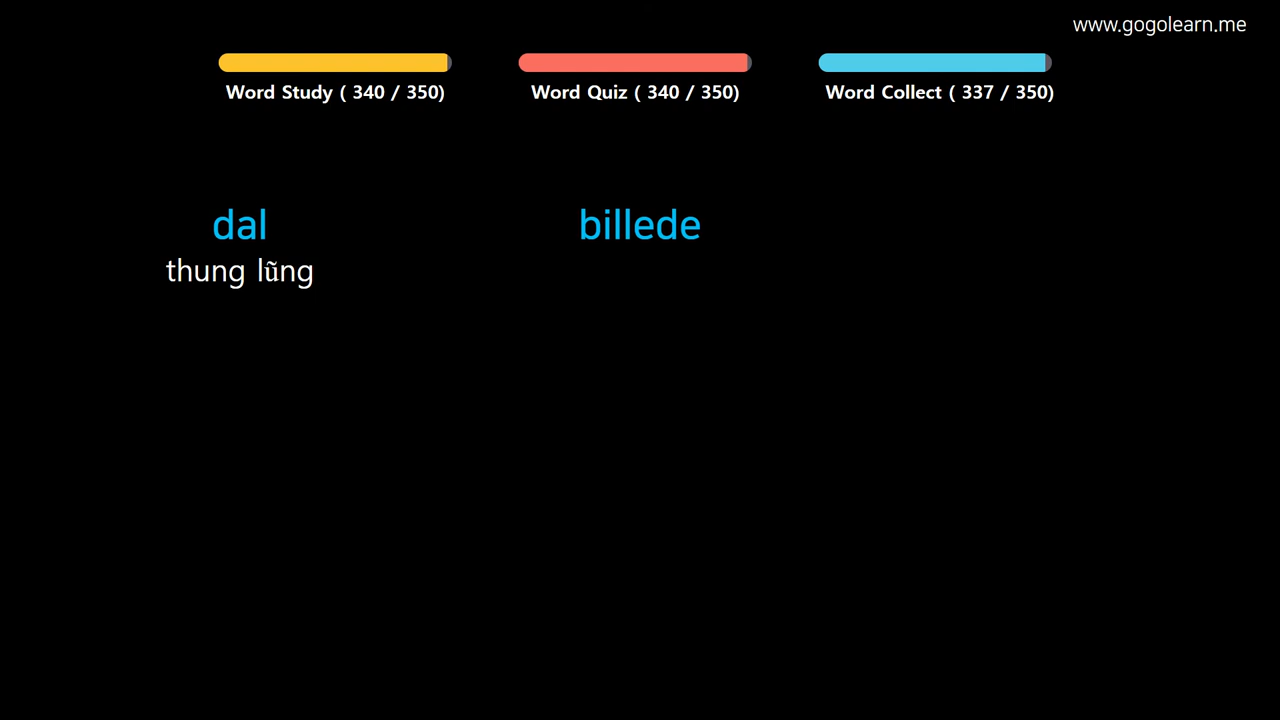 www.gogolearn.me
Word Study ( 340 / 350)
Word Quiz ( 340 / 350)
Word Collect ( 337 / 350)
dal
thung lũng
billede